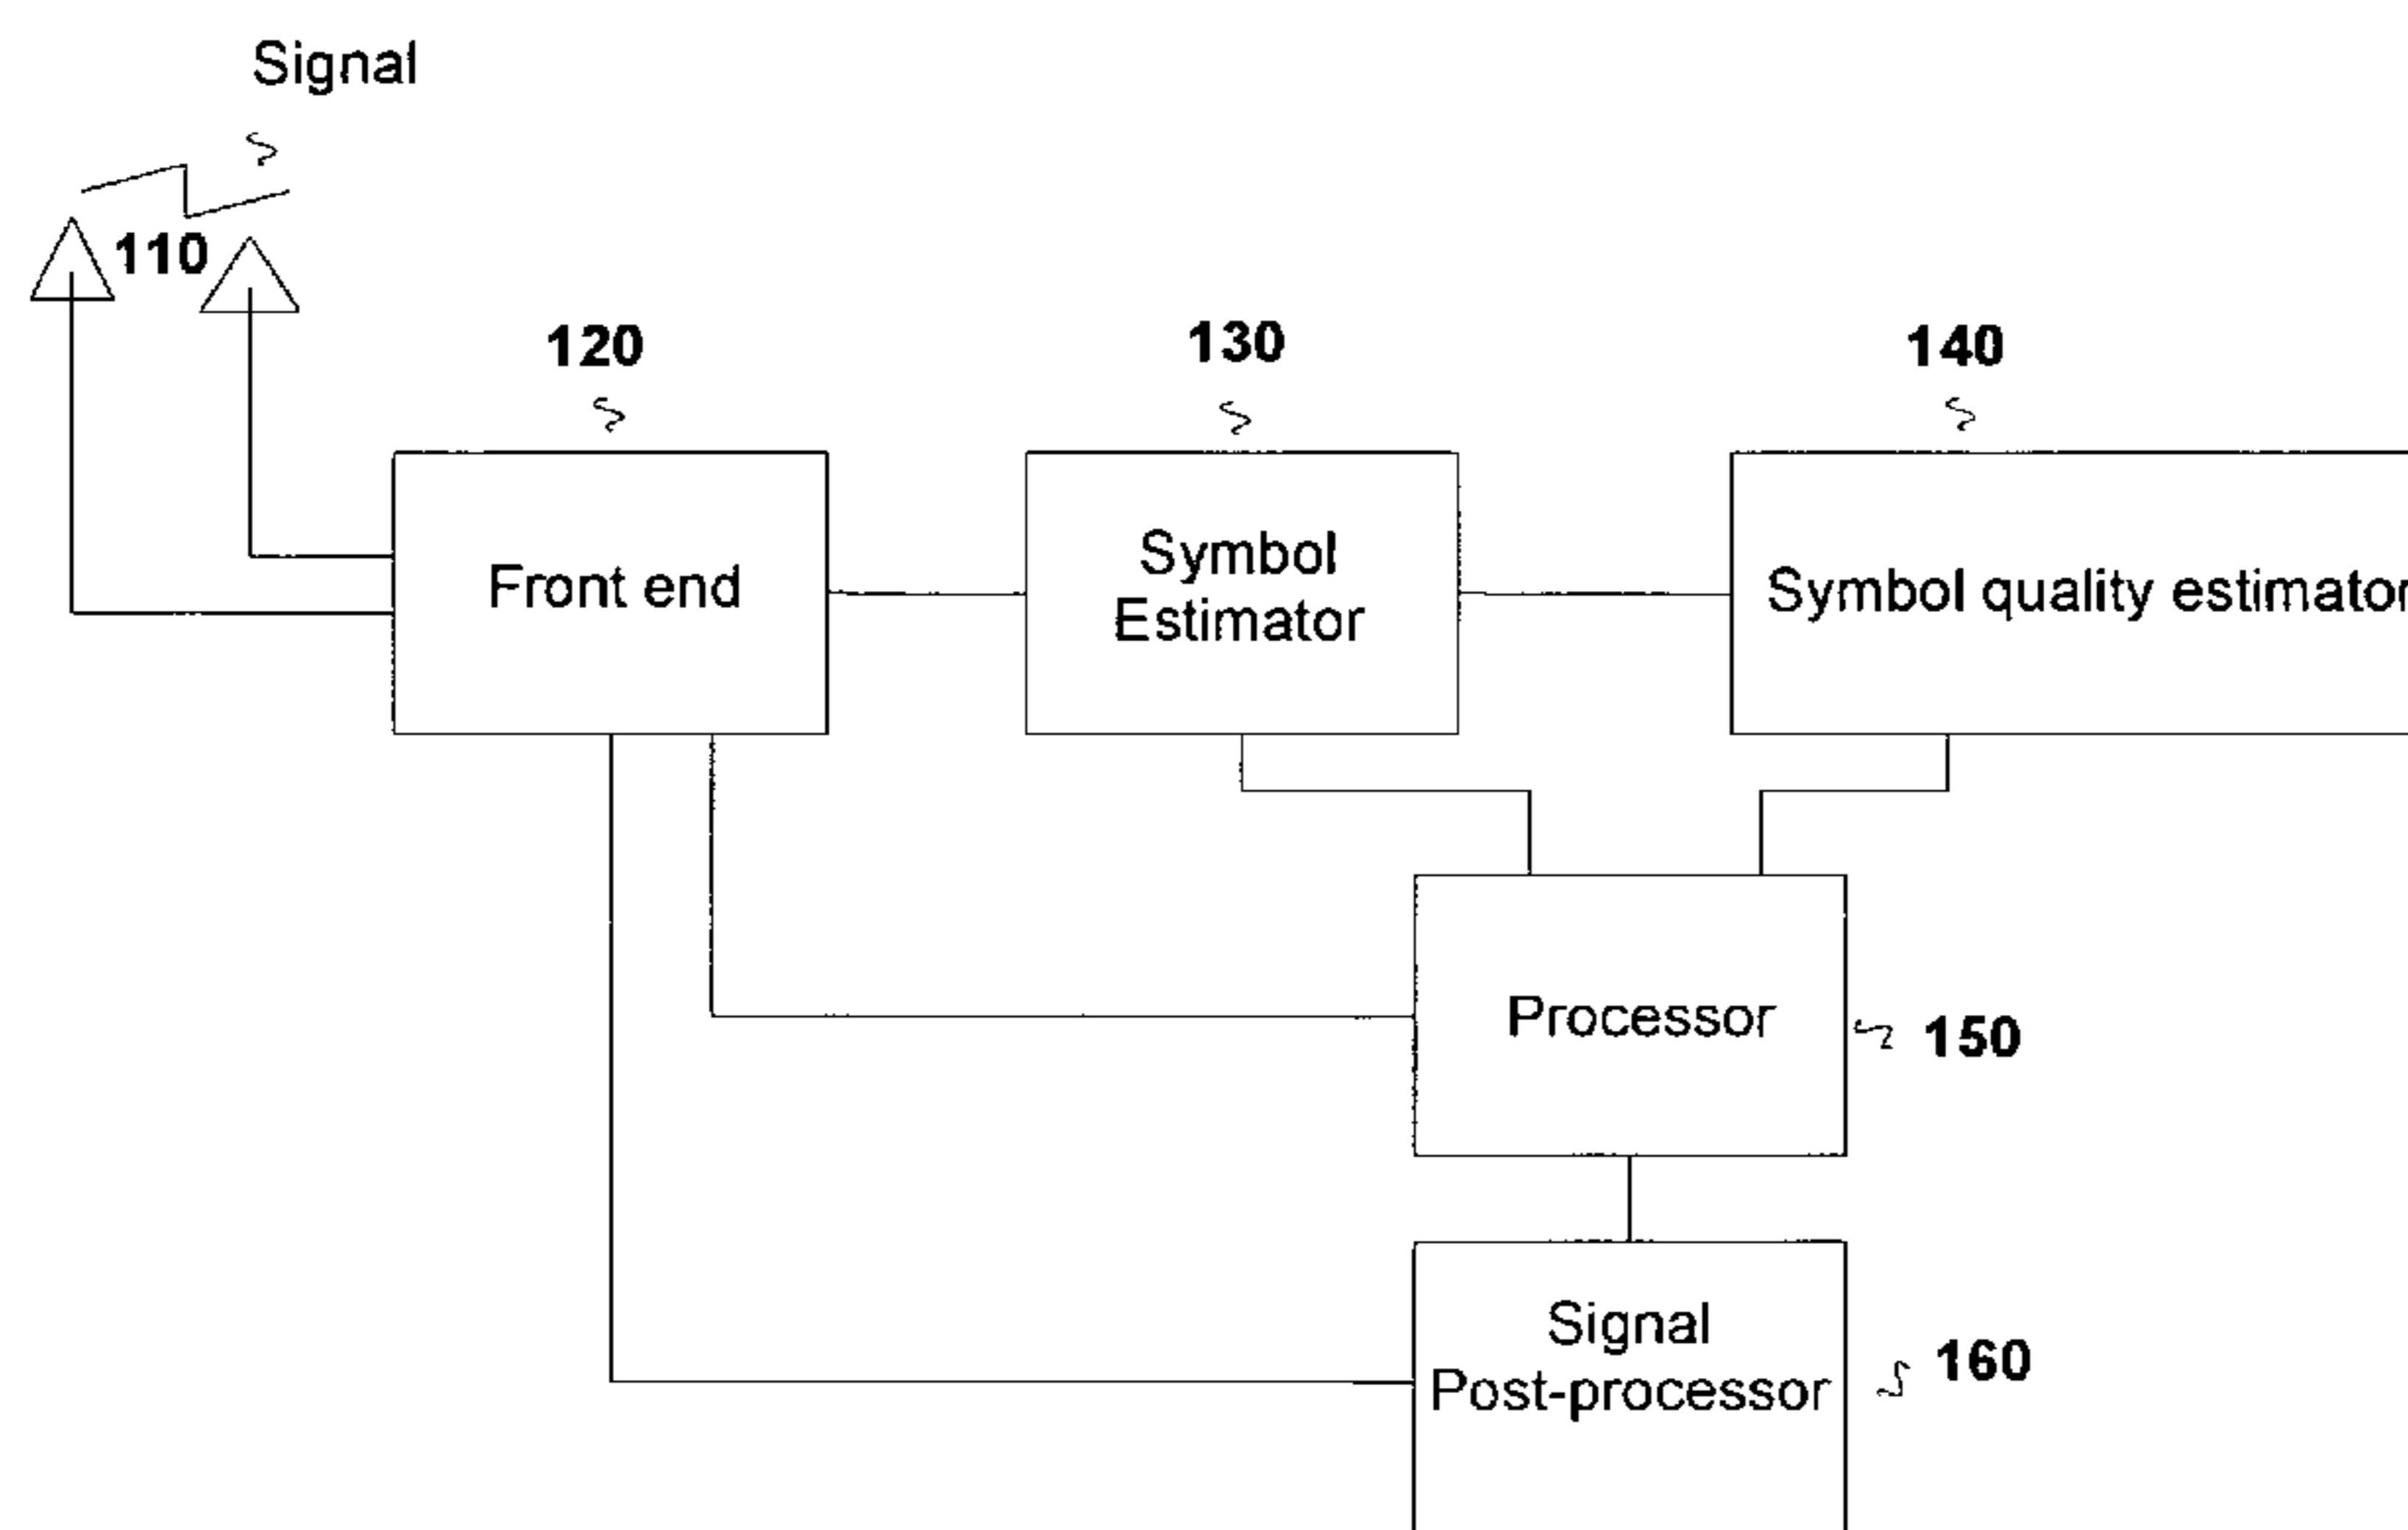 Signal
110
120
130
140
Front end
Symbol
Estimator
Symbol quality estimator
Processor
150
Signal
Post-processor
160